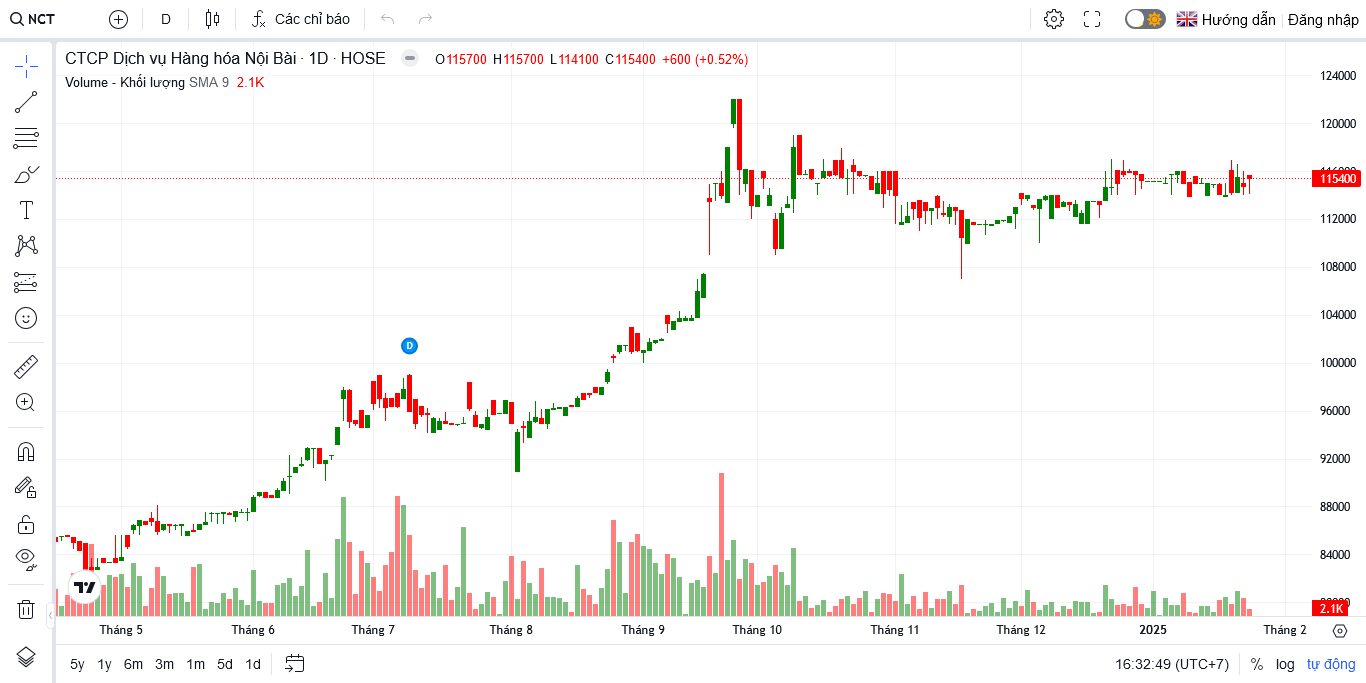 NCT D Các chỉ báo Hướng dẫn Đăng nhập
CTCP Dịch vụ Hàng hóa Nội Bài · 1D · HOSE O115700 H115700 L114100 C115400 +600 (+0.52%)
Volume - Khối lượng SMA 9 2.1K
124000
120000
115400
112000
108000
104000
100000
96000
92000
88000
84000
2.1K
D
Tháng 5 Tháng 6 Tháng 7 Tháng 8 Tháng 9 Tháng 10 Tháng 11 Tháng 12 2025 Tháng 2
5y 1y 6m 3m 1m 5d 1d 16:32:49 (UTC+7) % log tự động